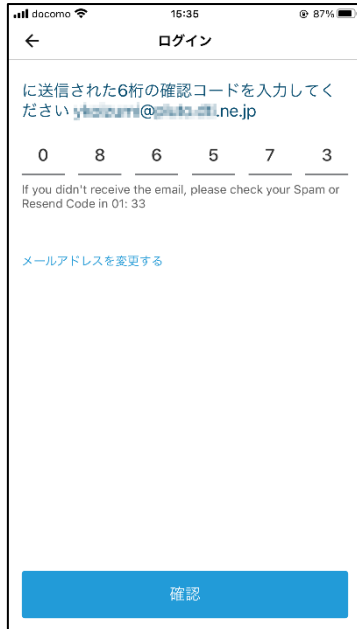 docomo 15:35 87%
ログイン
に送信された6桁の確認コードを入力してく
ださい @ .ne.jp
0 8 6 5 7 3
If you didn't receive the email, please check your Spam or
Resend Code in 01: 33
メールアドレスを変更する
確認